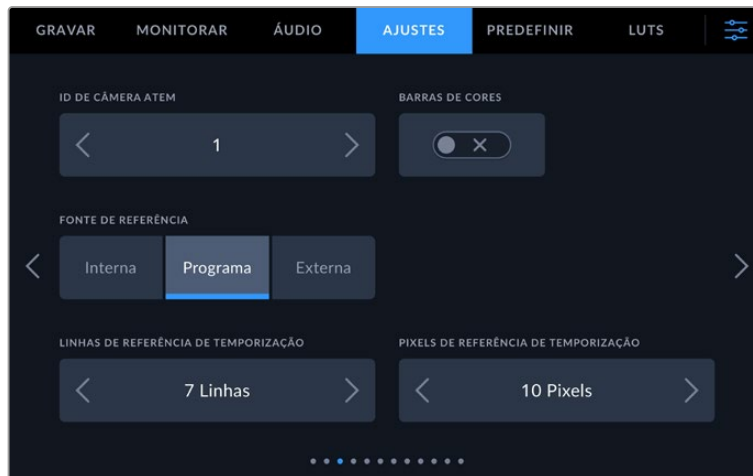 GRAVAR MONITORAR ÁUDIO AJUSTES PREDEFINIR LUTS
ID DE CÂMERA ATEM BARRAS DE CORES
1
FONTE DE REFERÊNCIA
Interna Programa Externa
LINHAS DE REFERÊNCIA DE TEMPORIZAÇÃO PIXELS DE REFERÊNCIA DE TEMPORIZAÇÃO
7 Linhas 10 Pixels